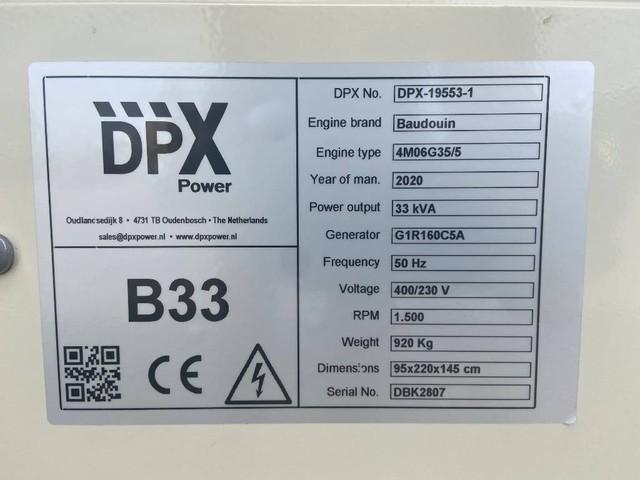 DPX
Power
Oudlandsedijk 8 • 4731 TB Oudenbosch • The Netherlands
sales@dpxpower.nl • www.dpxpower.nl
B33
CE
DPX No. DPX-19553-1
Engine brand Baudouin
Engine type 4M06G35/5
Year of man. 2020
Power output 33 kVA
Generator G1R160C5A
Frequency 50 Hz
Voltage 400/230 V
RPM 1.500
Weight 920 Kg
Dimensions 95x220x145 cm
Serial No. DBK2807